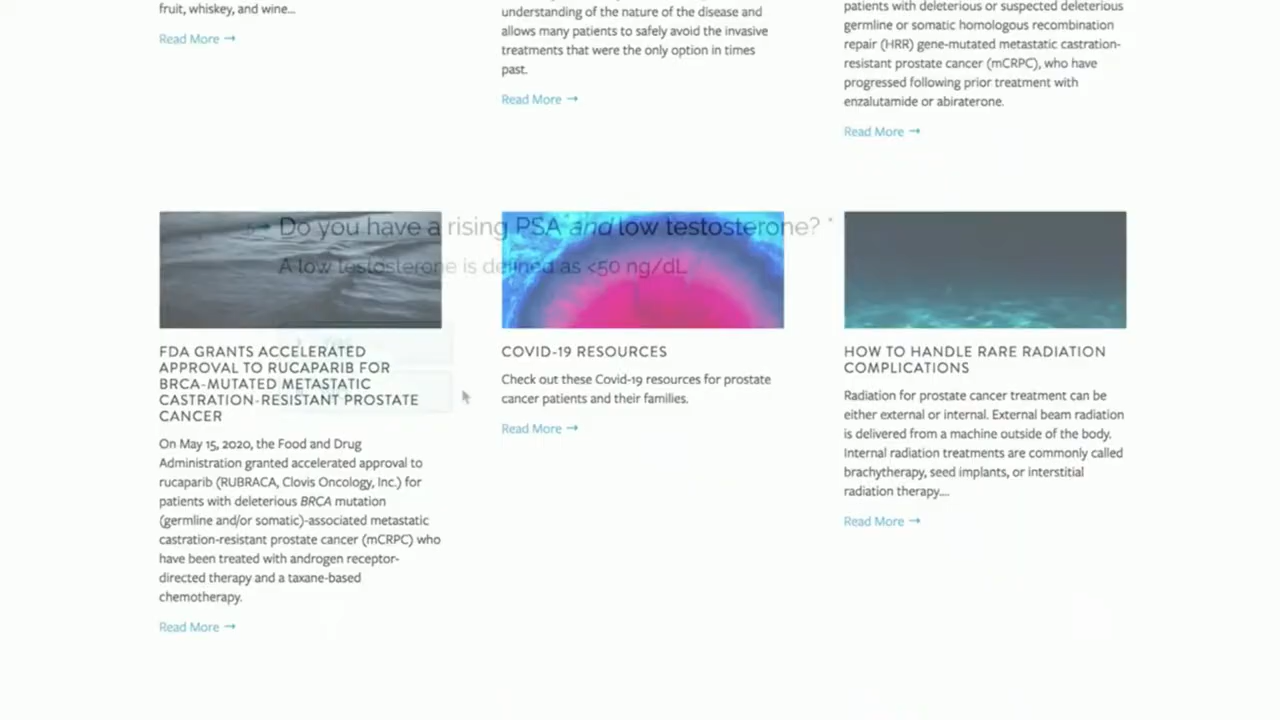 fruit, whiskey, and wine...
Read More →
understanding of the nature of the disease and
allows many patients to safely avoid the invasive
treatments that were the only option in times
past.
Read More →
patients with deleterious or suspected deleterious
germline or somatic homologous recombination
repair (HRR) gene-mutated metastatic castration-
resistant prostate cancer (mCRPC), who have
progressed following prior treatment with
enzalutamide or abiraterone.
Read More →
Do you have a rising PSA and low testosterone? *
A low testosterone is defined as <50 ng/dL
FDA GRANTS ACCELERATED
APPROVAL TO RUCAPARIB FOR
BRCA-MUTATED METASTATIC
CASTRATION-RESISTANT PROSTATE
CANCER
On May 15, 2020, the Food and Drug
Administration granted accelerated approval to
rucaparib (RUBRACA, Clovis Oncology, Inc.) for
patients with deleterious BRCA mutation
(germline and/or somatic)-associated metastatic
castration-resistant prostate cancer (mCRPC) who
have been treated with androgen receptor-
directed therapy and a taxane-based
chemotherapy.
Read More →
COVID-19 RESOURCES
Check out these Covid-19 resources for prostate
cancer patients and their families.
Read More →
HOW TO HANDLE RARE RADIATION
COMPLICATIONS
Radiation for prostate cancer treatment can be
either external or internal. External beam radiation
is delivered from a machine outside of the body.
Internal radiation treatments are commonly called
brachytherapy, seed implants, or interstitial
radiation therapy....
Read More →